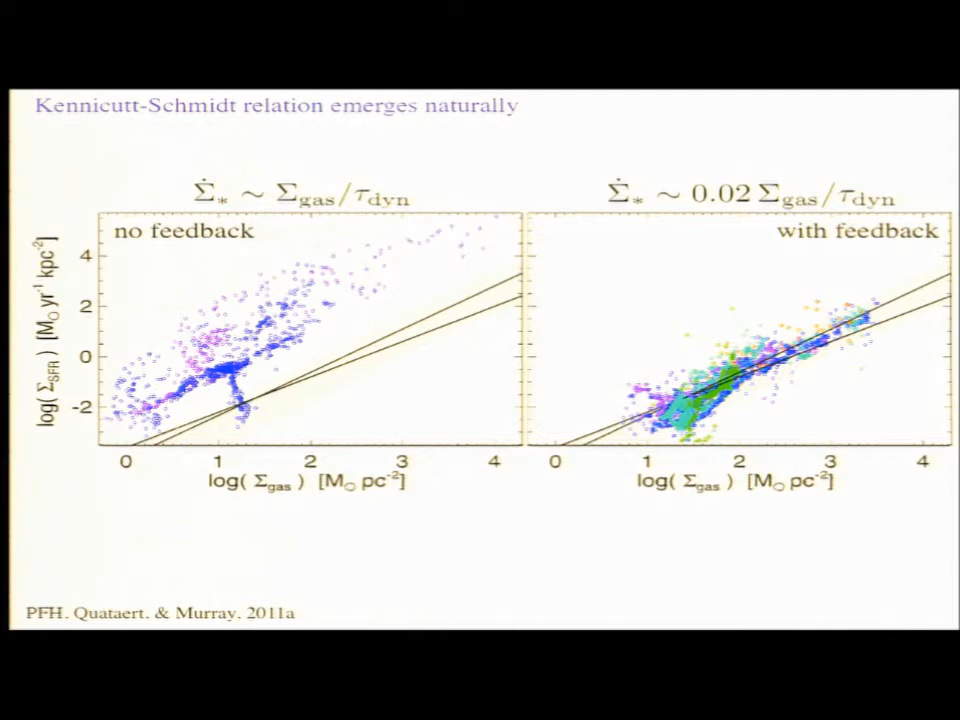 Kennicutt-Schmidt relation emerges naturally
Σ̇* ~ Σgas/τdyn
Σ̇* ~ 0.02 Σgas/τdyn
no feedback
with feedback
log( ΣSFR ) [M⊙ yr⁻¹ kpc⁻²]
4
2
0
-2
0 1 2 3 4
0 1 2 3 4
log( Σgas ) [M⊙ pc⁻²]
log( Σgas ) [M⊙ pc⁻²]
PFH, Quataert, & Murray, 2011a